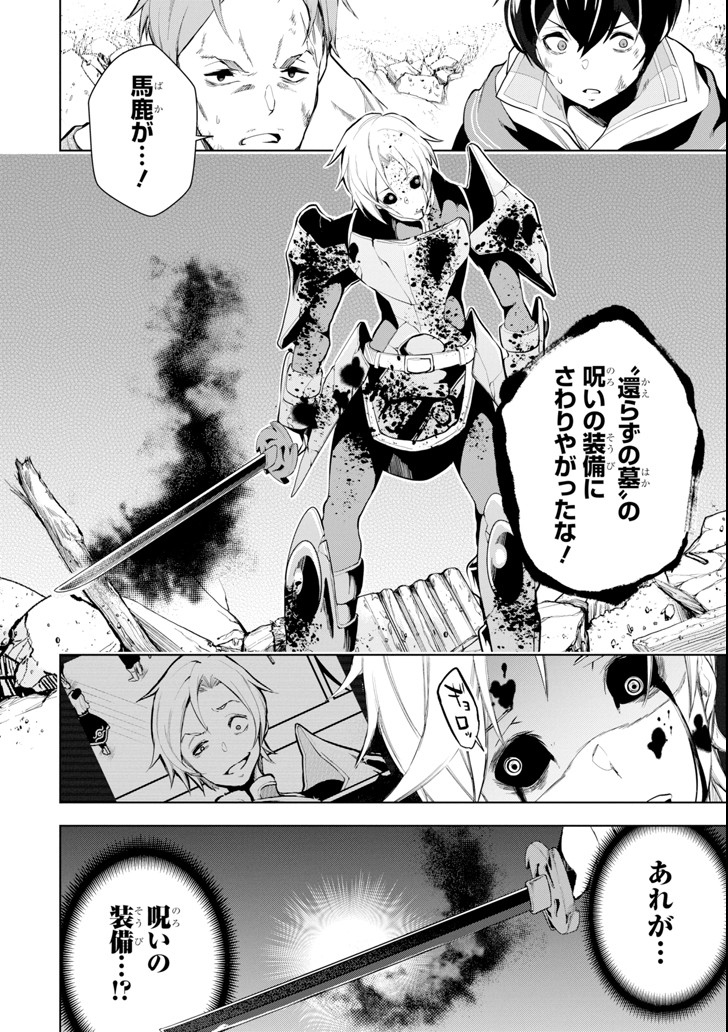 馬鹿が…!
〝還らずの墓〟の
呪いの装備に
さわりやがったな!
ギョロッ
あれが…
呪いの
装備…!?